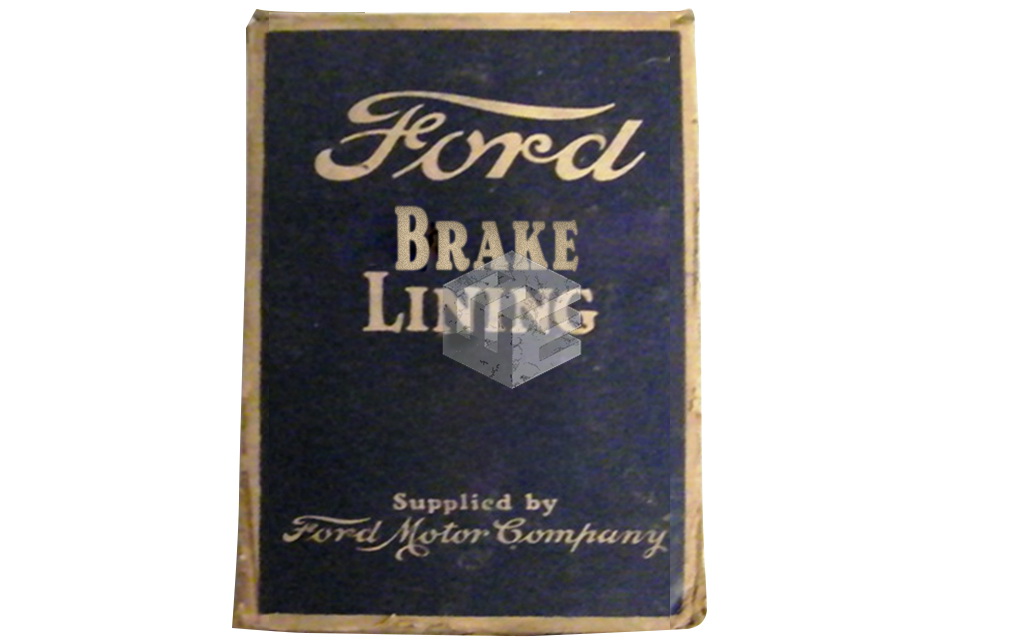 Ford
BRAKE
LINING
Supplied by
Ford Motor Company